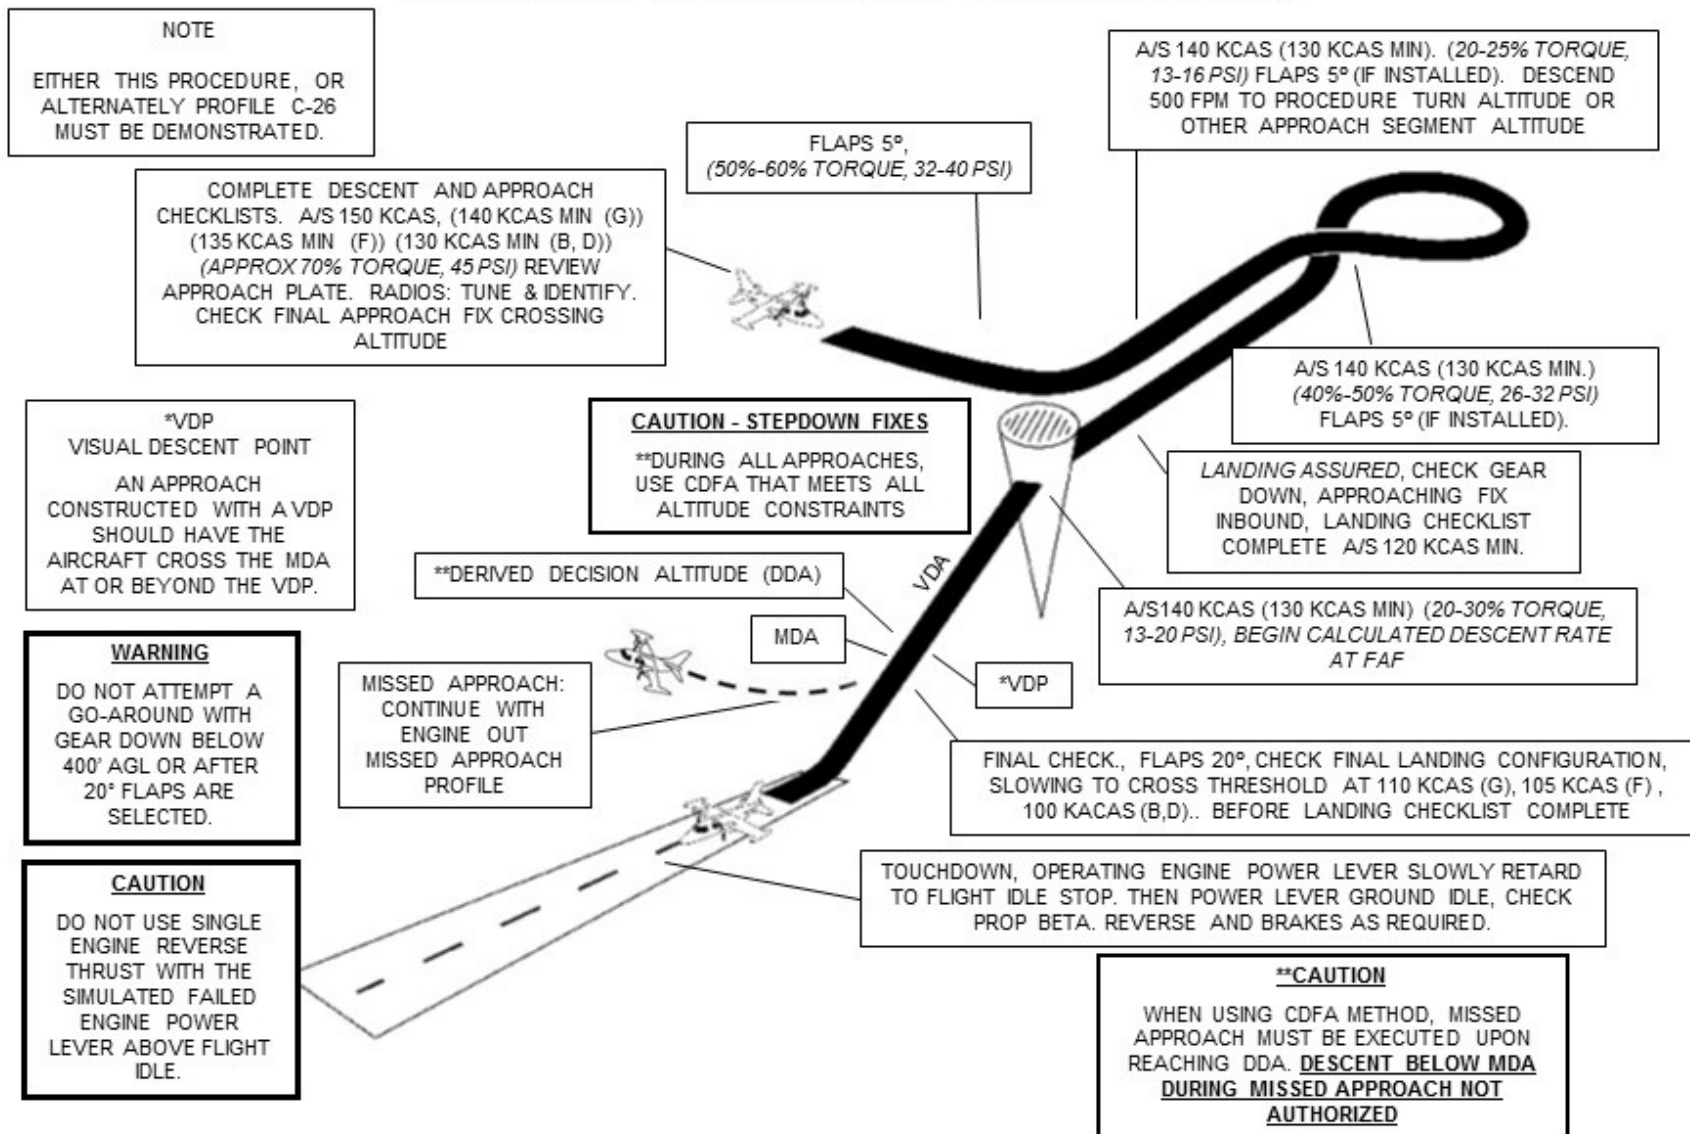 NOTE
EITHER THIS PROCEDURE, OR
ALTERNATELY PROFILE C-26
MUST BE DEMONSTRATED.
COMPLETE DESCENT AND APPROACH
CHECKLISTS. A/S 150 KCAS, (140 KCAS MIN (G))
(135 KCAS MIN (F)) (130 KCAS MIN (B, D))
(APPROX 70% TORQUE, 45 PSI) REVIEW
APPROACH PLATE. RADIOS: TUNE & IDENTIFY.
CHECK FINAL APPROACH FIX CROSSING
ALTITUDE
FLAPS 5º,
(50%-60% TORQUE, 32-40 PSI)
A/S 140 KCAS (130 KCAS MIN). (20-25% TORQUE,
13-16 PSI) FLAPS 5º (IF INSTALLED). DESCEND
500 FPM TO PROCEDURE TURN ALTITUDE OR
OTHER APPROACH SEGMENT ALTITUDE
A/S 140 KCAS (130 KCAS MIN.)
(40%-50% TORQUE, 26-32 PSI)
FLAPS 5º (IF INSTALLED).
*VDP
VISUAL DESCENT POINT
AN APPROACH
CONSTRUCTED WITH A VDP
SHOULD HAVE THE
AIRCRAFT CROSS THE MDA
AT OR BEYOND THE VDP.
CAUTION - STEPDOWN FIXES
**DURING ALL APPROACHES,
USE CDFA THAT MEETS ALL
ALTITUDE CONSTRAINTS
LANDING ASSURED, CHECK GEAR
DOWN, APPROACHING FIX
INBOUND, LANDING CHECKLIST
COMPLETE A/S 120 KCAS MIN.
**DERIVED DECISION ALTITUDE (DDA)
VDA
A/S140 KCAS (130 KCAS MIN) (20-30% TORQUE,
13-20 PSI), BEGIN CALCULATED DESCENT RATE
AT FAF
MDA
*VDP
WARNING
DO NOT ATTEMPT A
GO-AROUND WITH
GEAR DOWN BELOW
400' AGL OR AFTER
20° FLAPS ARE
SELECTED.
MISSED APPROACH:
CONTINUE WITH
ENGINE OUT
MISSED APPROACH
PROFILE
FINAL CHECK., FLAPS 20º, CHECK FINAL LANDING CONFIGURATION,
SLOWING TO CROSS THRESHOLD AT 110 KCAS (G), 105 KCAS (F) ,
100 KACAS (B,D).. BEFORE LANDING CHECKLIST COMPLETE
TOUCHDOWN, OPERATING ENGINE POWER LEVER SLOWLY RETARD
TO FLIGHT IDLE STOP. THEN POWER LEVER GROUND IDLE, CHECK
PROP BETA. REVERSE AND BRAKES AS REQUIRED.
CAUTION
DO NOT USE SINGLE
ENGINE REVERSE
THRUST WITH THE
SIMULATED FAILED
ENGINE POWER
LEVER ABOVE FLIGHT
IDLE.
**CAUTION
WHEN USING CDFA METHOD, MISSED
APPROACH MUST BE EXECUTED UPON
REACHING DDA. DESCENT BELOW MDA
DURING MISSED APPROACH NOT
AUTHORIZED